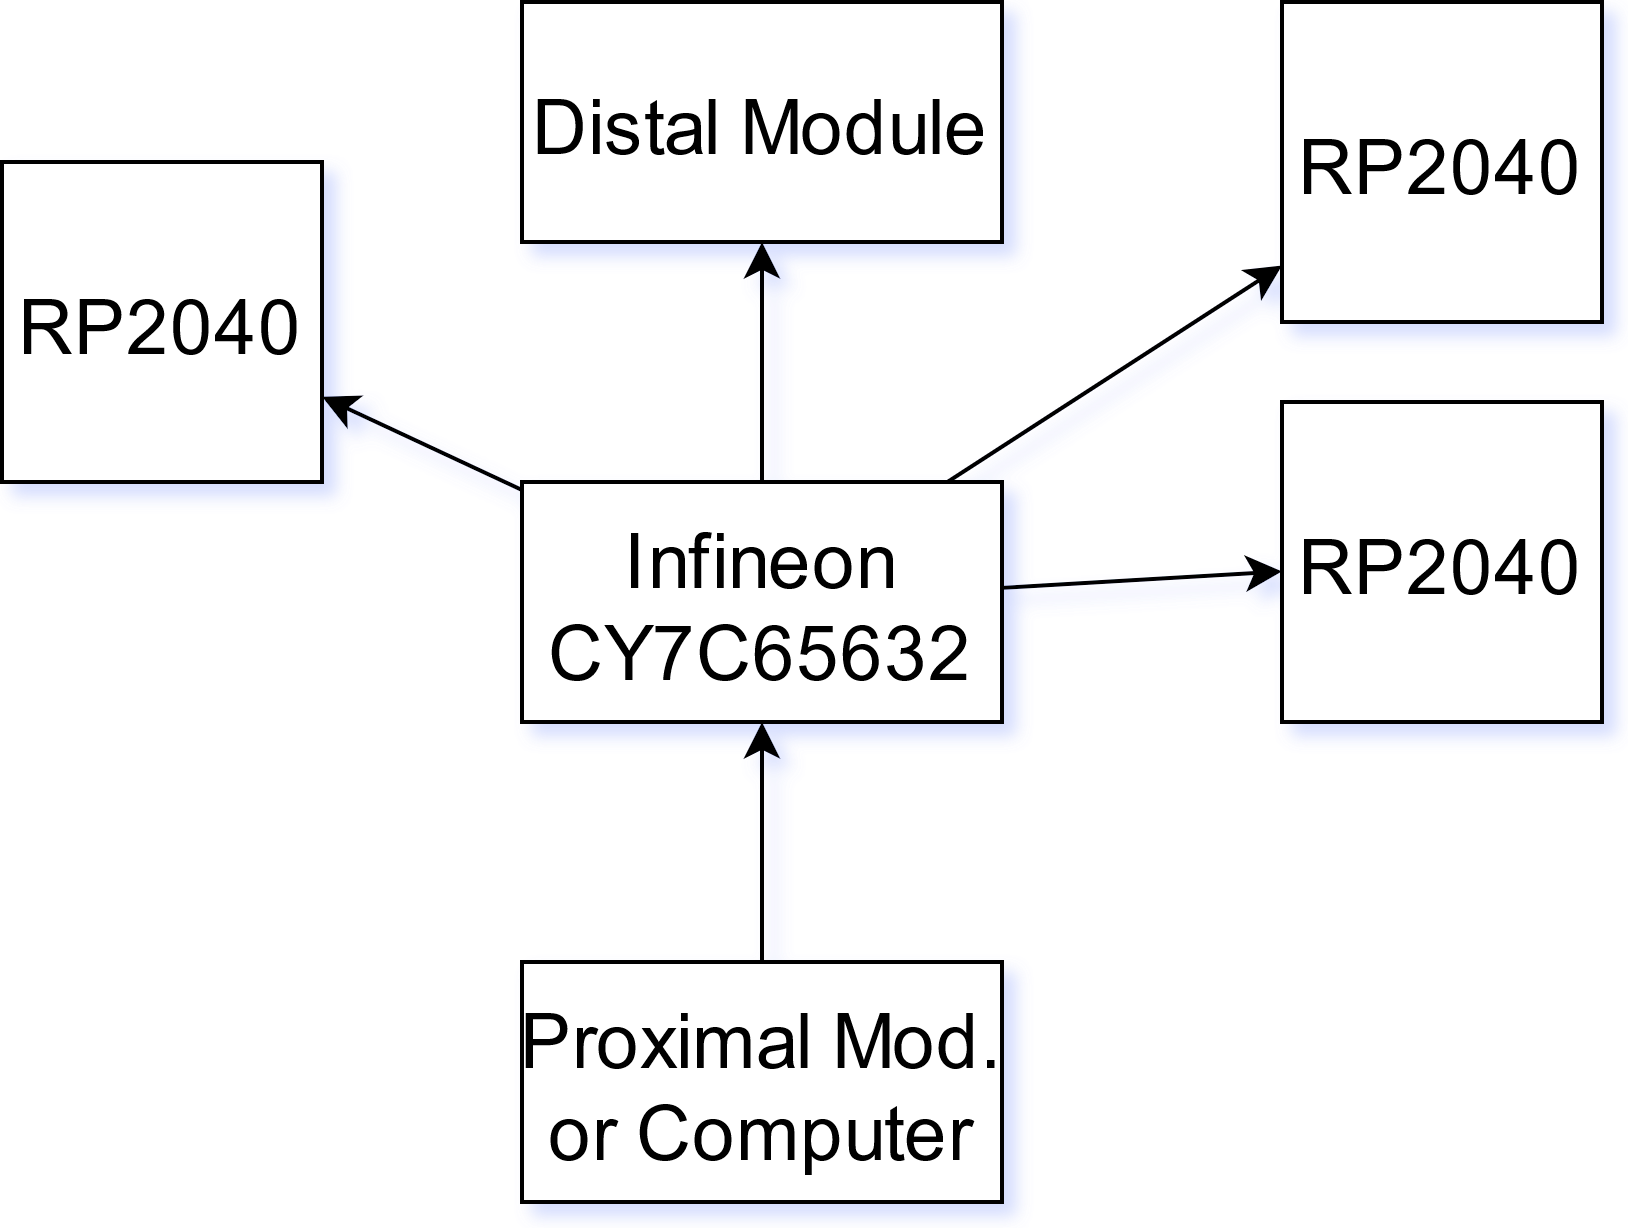 Distal Module
RP2040
RP2040
Infineon
CY7C65632
RP2040
Proximal Mod.
or Computer